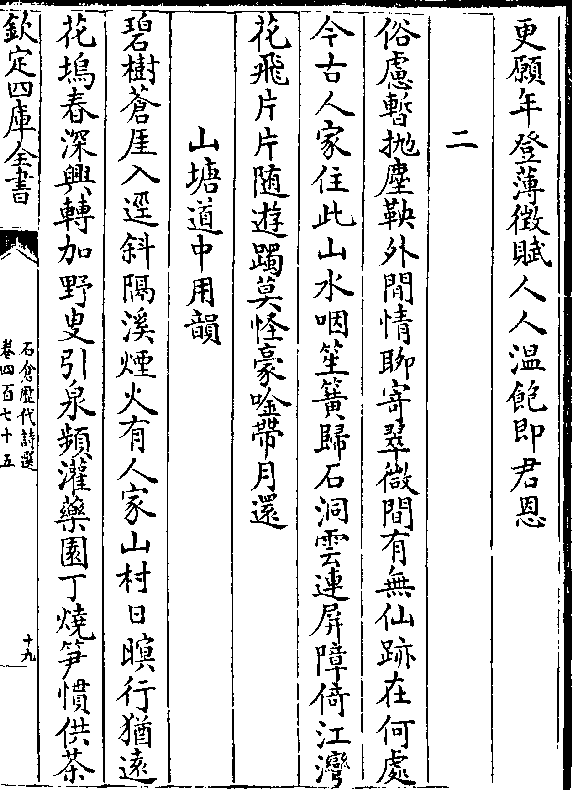 更願年登薄徵賦人人溫飽即君恩
二
俗慮暫拋塵鞅外閒情聊寄翠微間有無仙跡在何處
今古人家住此山水咽笙簧歸石洞雲連屏障倚江灣
花飛片片随遊躅莫怪豪吟帶月還
山塘道中用韻
碧樹蒼厓入逕斜隔溪煙火有人家山村日暝行猶遠
花塢春深興轉加野叟引泉頻灌藥園丁燒笋慣供茶
欽定四庫全書
石倉歷代詩選
卷四百七十五
十九